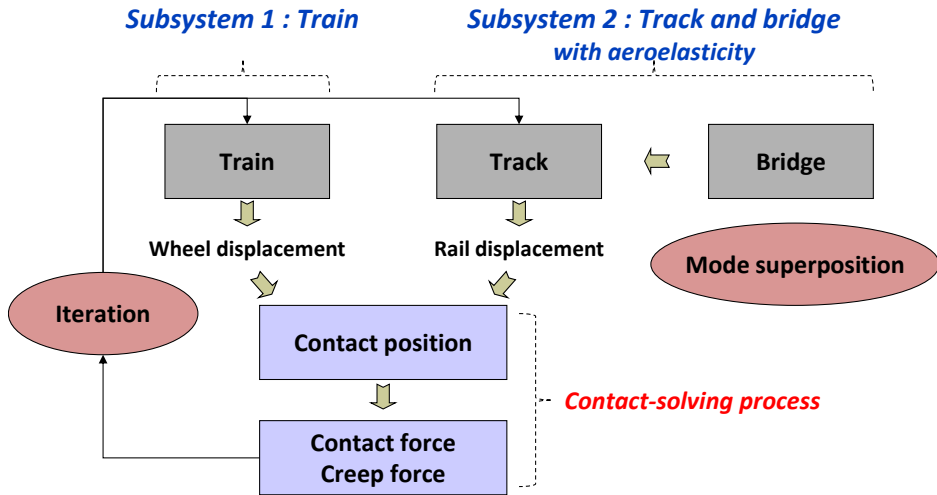 Subsystem 1 : Train
Subsystem 2 : Track and bridge
with aeroelasticity
Train
Track
Bridge
Wheel displacement
Rail displacement
Mode superposition
Iteration
Contact position
Contact-solving process
Contact force
Creep force